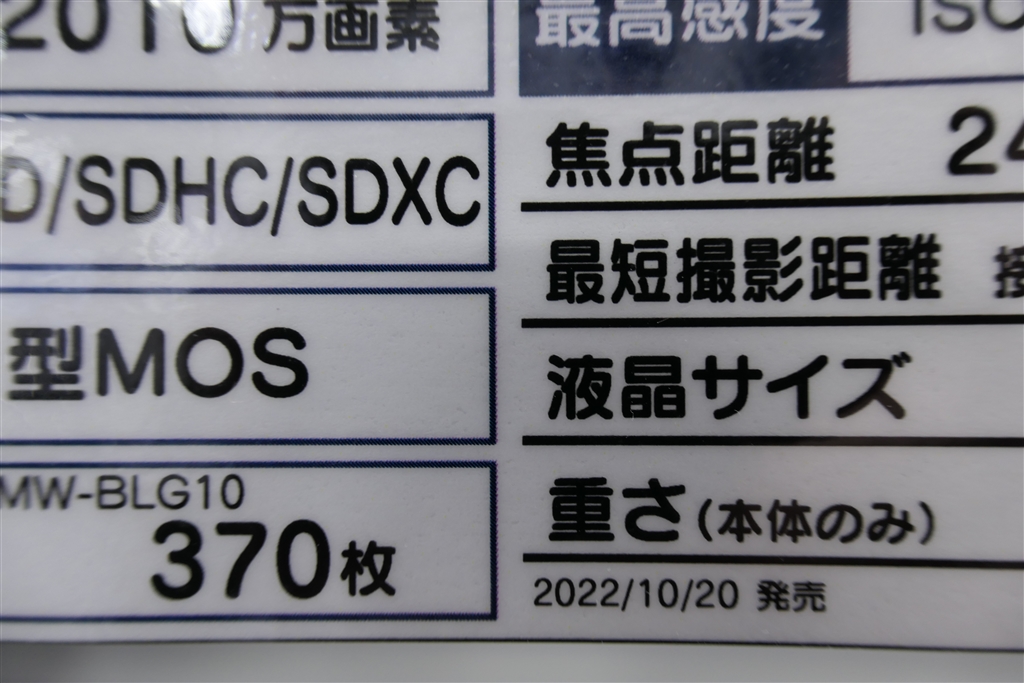 2010万画素
D/SDHC/SDXC
型MOS
MW-BLG10
370枚
最高感度 ISO
焦点距離 24
最短撮影距離 接
液晶サイズ
重さ(本体のみ)
2022/10/20 発売